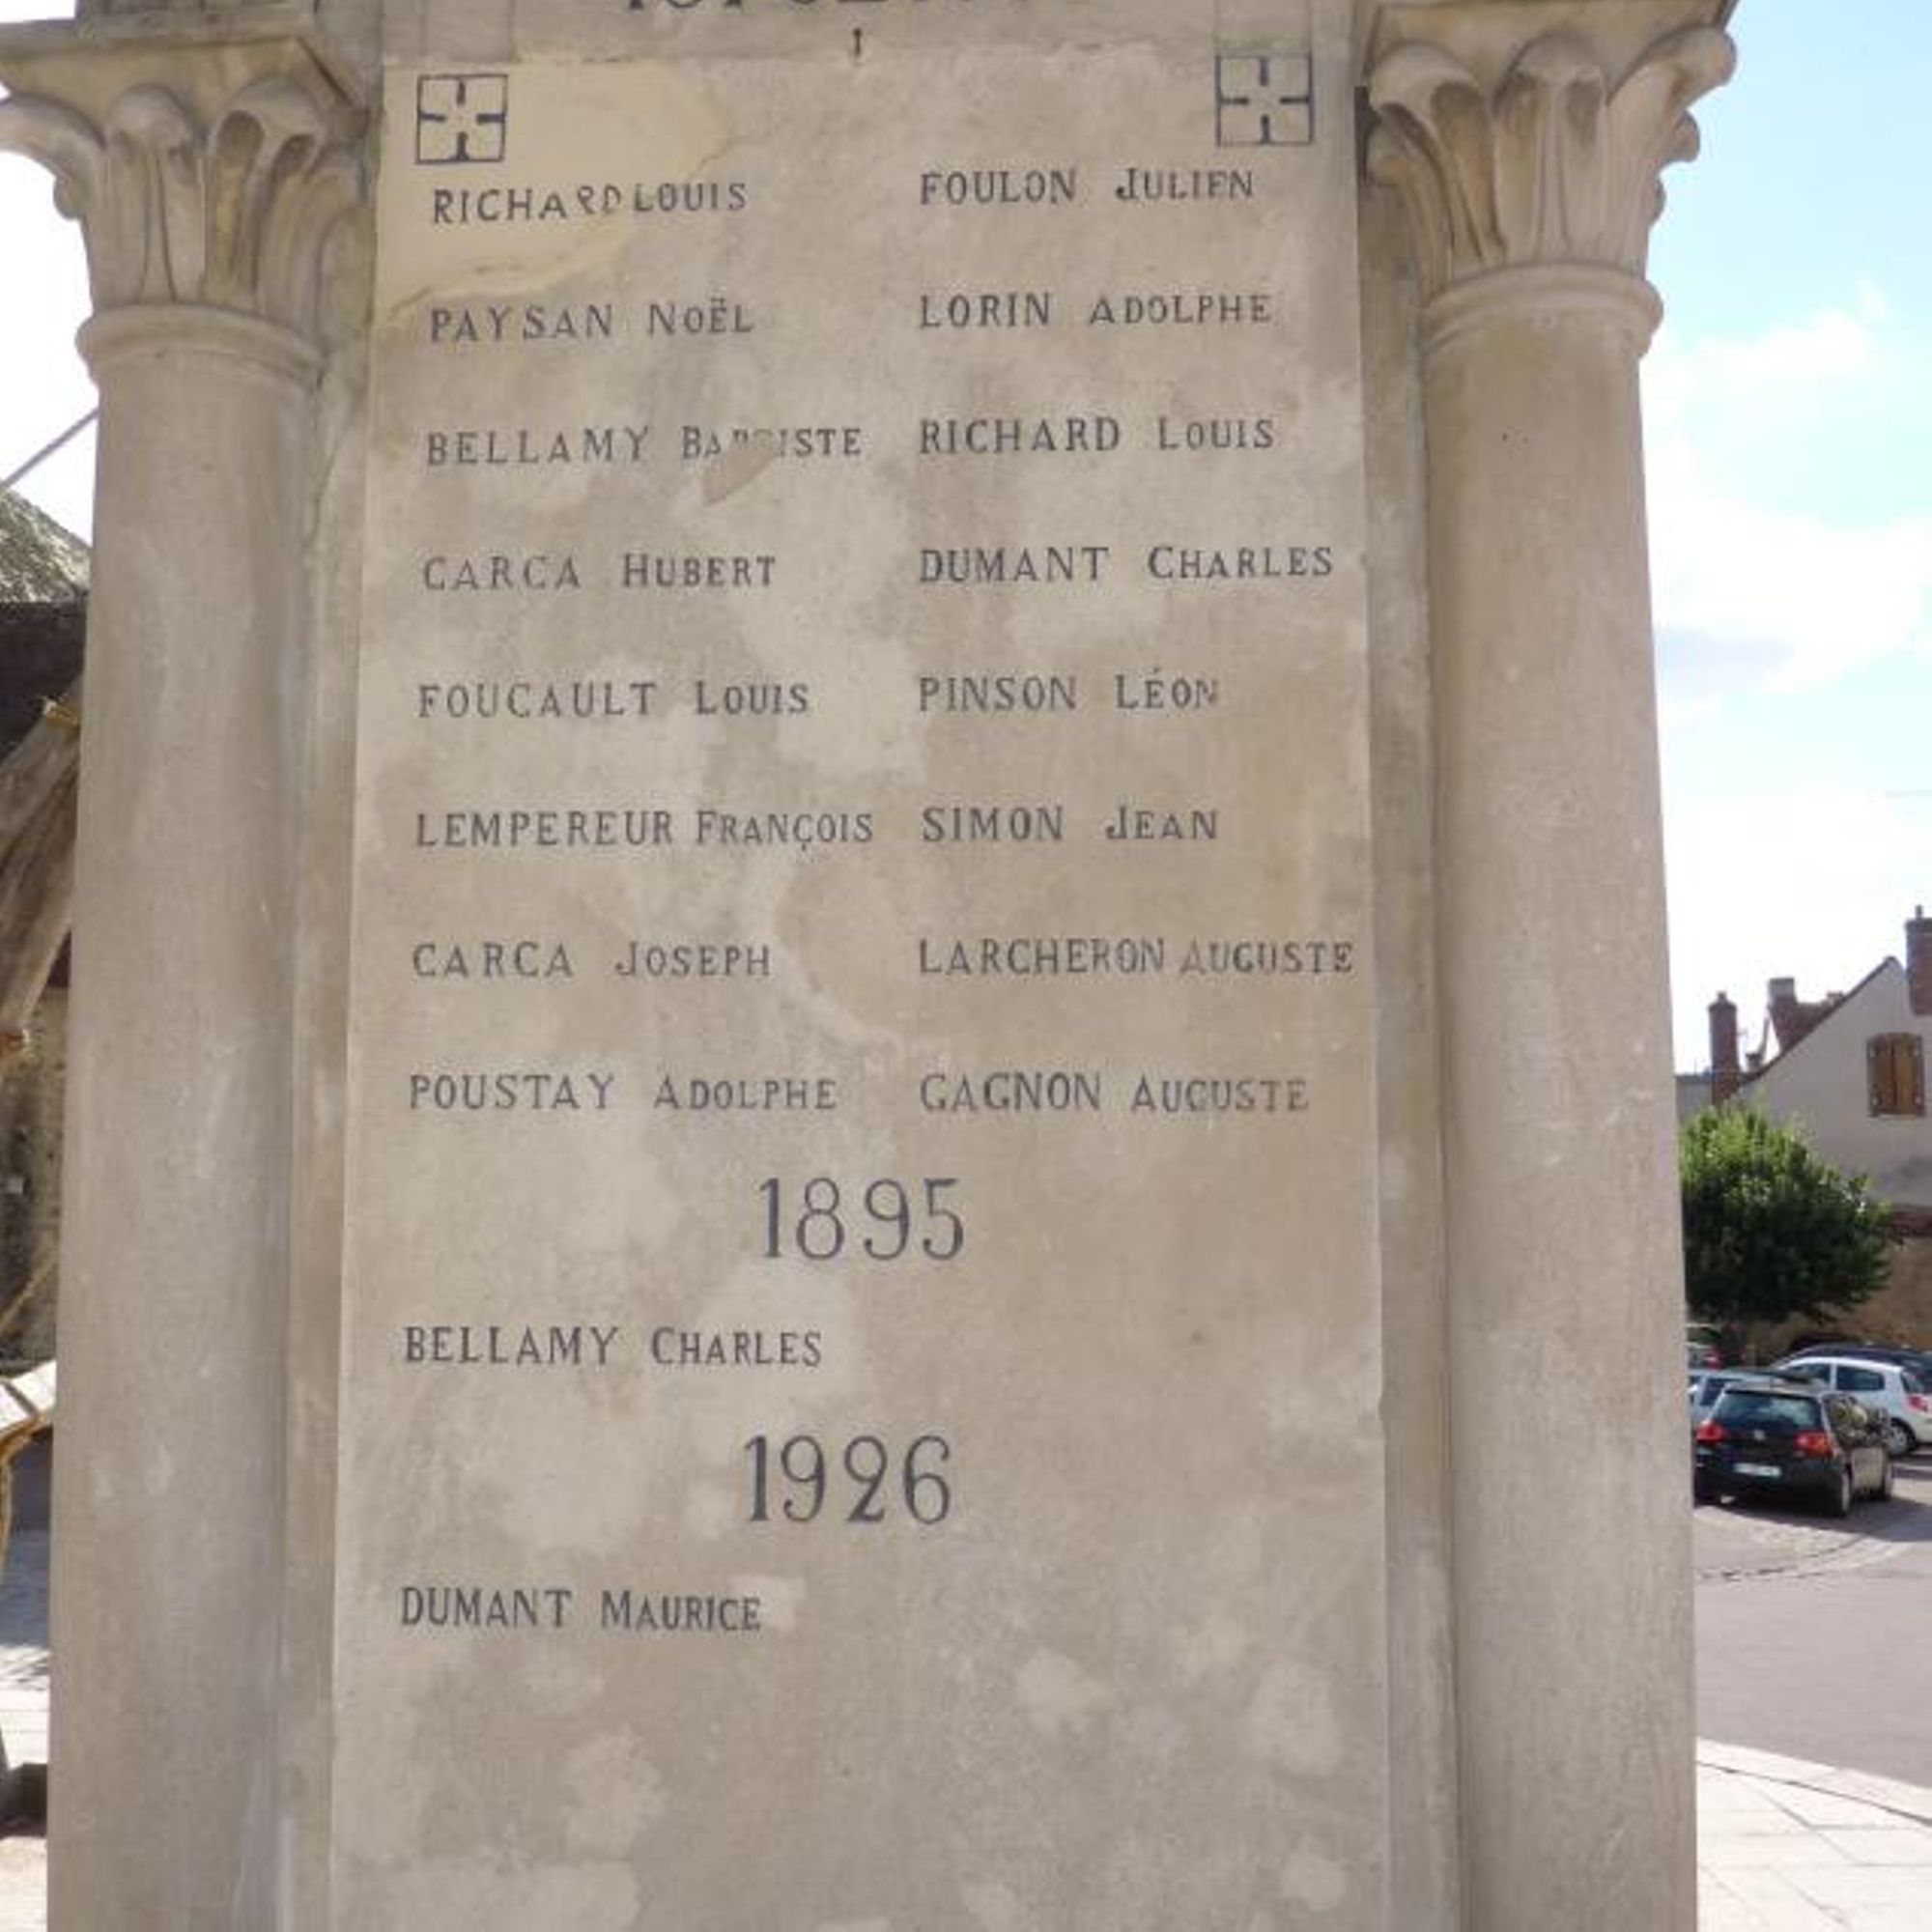 RICHARD LOUIS
PAYSAN NOËL
BELLAMY BAPTISTE
CARCA HUBERT
FOUCAULT LOUIS
LEMPEREUR FRANÇOIS
CARCA JOSEPH
POUSTAY ADOLPHE
FOULON JULIEN
LORIN ADOLPHE
RICHARD LOUIS
DUMANT CHARLES
PINSON LÉON
SIMON JEAN
LARCHERON AUGUSTE
GAGNON AUGUSTE
1895
BELLAMY CHARLES
1926
DUMANT MAURICE